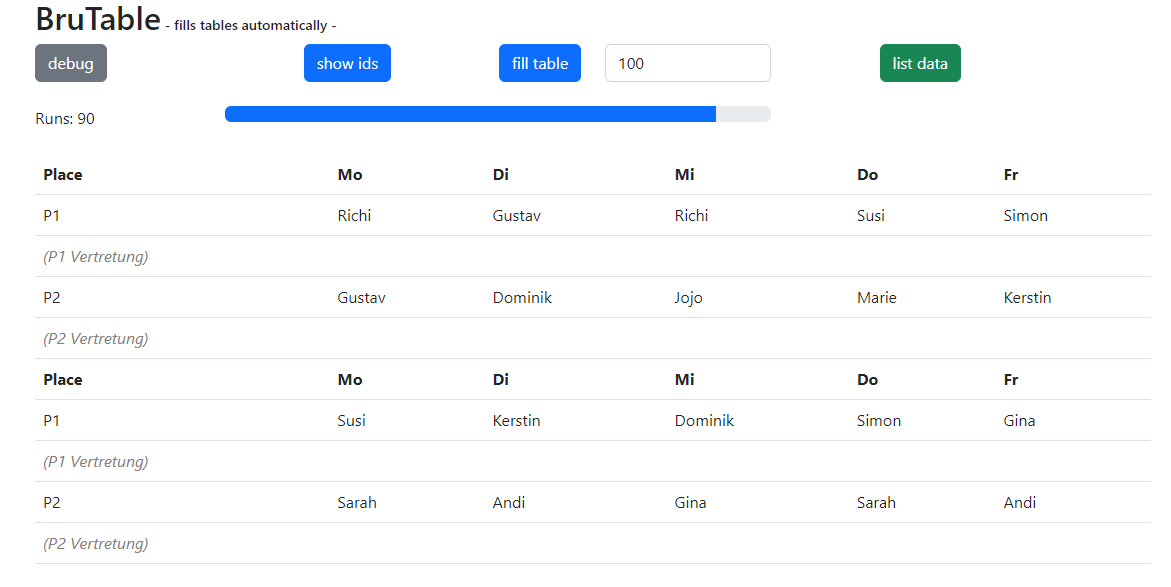 BruTable - fills tables automatically -
debug show ids fill table 100 list data
Runs: 90
Place Mo Di Mi Do Fr
P1 Richi Gustav Richi Susi Simon
(P1 Vertretung)
P2 Gustav Dominik Jojo Marie Kerstin
(P2 Vertretung)
Place Mo Di Mi Do Fr
P1 Susi Kerstin Dominik Simon Gina
(P1 Vertretung)
P2 Sarah Andi Gina Sarah Andi
(P2 Vertretung)